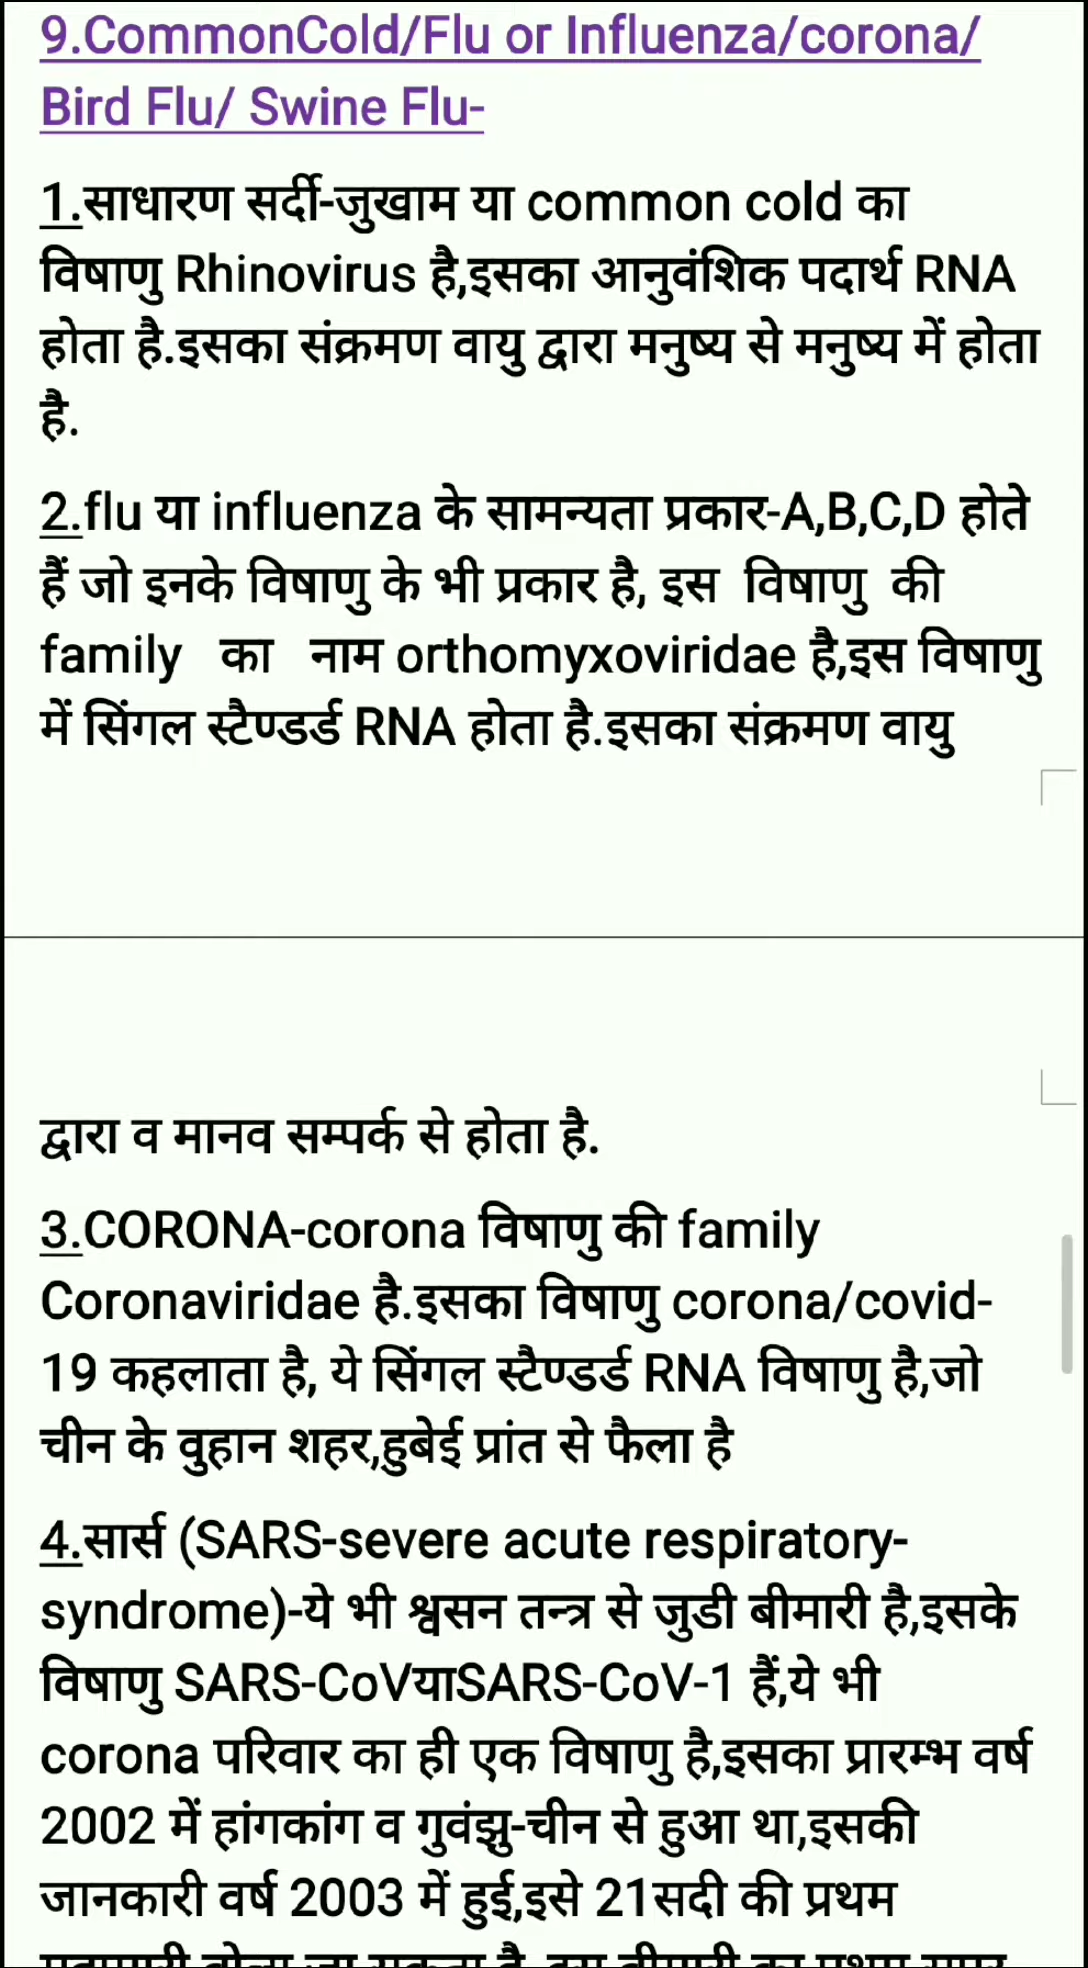 9.CommonCold/Flu or Influenza/corona/
Bird Flu/ Swine Flu-
1.साधारण सर्दी-जुखाम या common cold का
विषाणु Rhinovirus है,इसका आनुवंशिक पदार्थ RNA
होता है.इसका संक्रमण वायु द्वारा मनुष्य से मनुष्य में होता
है.
2.flu या influenza के सामन्यता प्रकार-A,B,C,D होते
हैं जो इनके विषाणु के भी प्रकार है, इस विषाणु की
family का नाम orthomyxoviridae है,इस विषाणु
में सिंगल स्टैण्डर्ड RNA होता है.इसका संक्रमण वायु
द्वारा व मानव सम्पर्क से होता है.
3.CORONA-corona विषाणु की family
Coronaviridae है.इसका विषाणु corona/covid-
19 कहलाता है, ये सिंगल स्टैण्डर्ड RNA विषाणु है,जो
चीन के वुहान शहर,हुबेई प्रांत से फैला है
4.सार्स (SARS-severe acute respiratory-
syndrome)-ये भी श्वसन तन्त्र से जुडी बीमारी है,इसके
विषाणु SARS-CoVयाSARS-CoV-1 हैं,ये भी
corona परिवार का ही एक विषाणु है,इसका प्रारम्भ वर्ष
2002 में हांगकांग व गुवंझु-चीन से हुआ था,इसकी
जानकारी वर्ष 2003 में हुई,इसे 21सदी की प्रथम